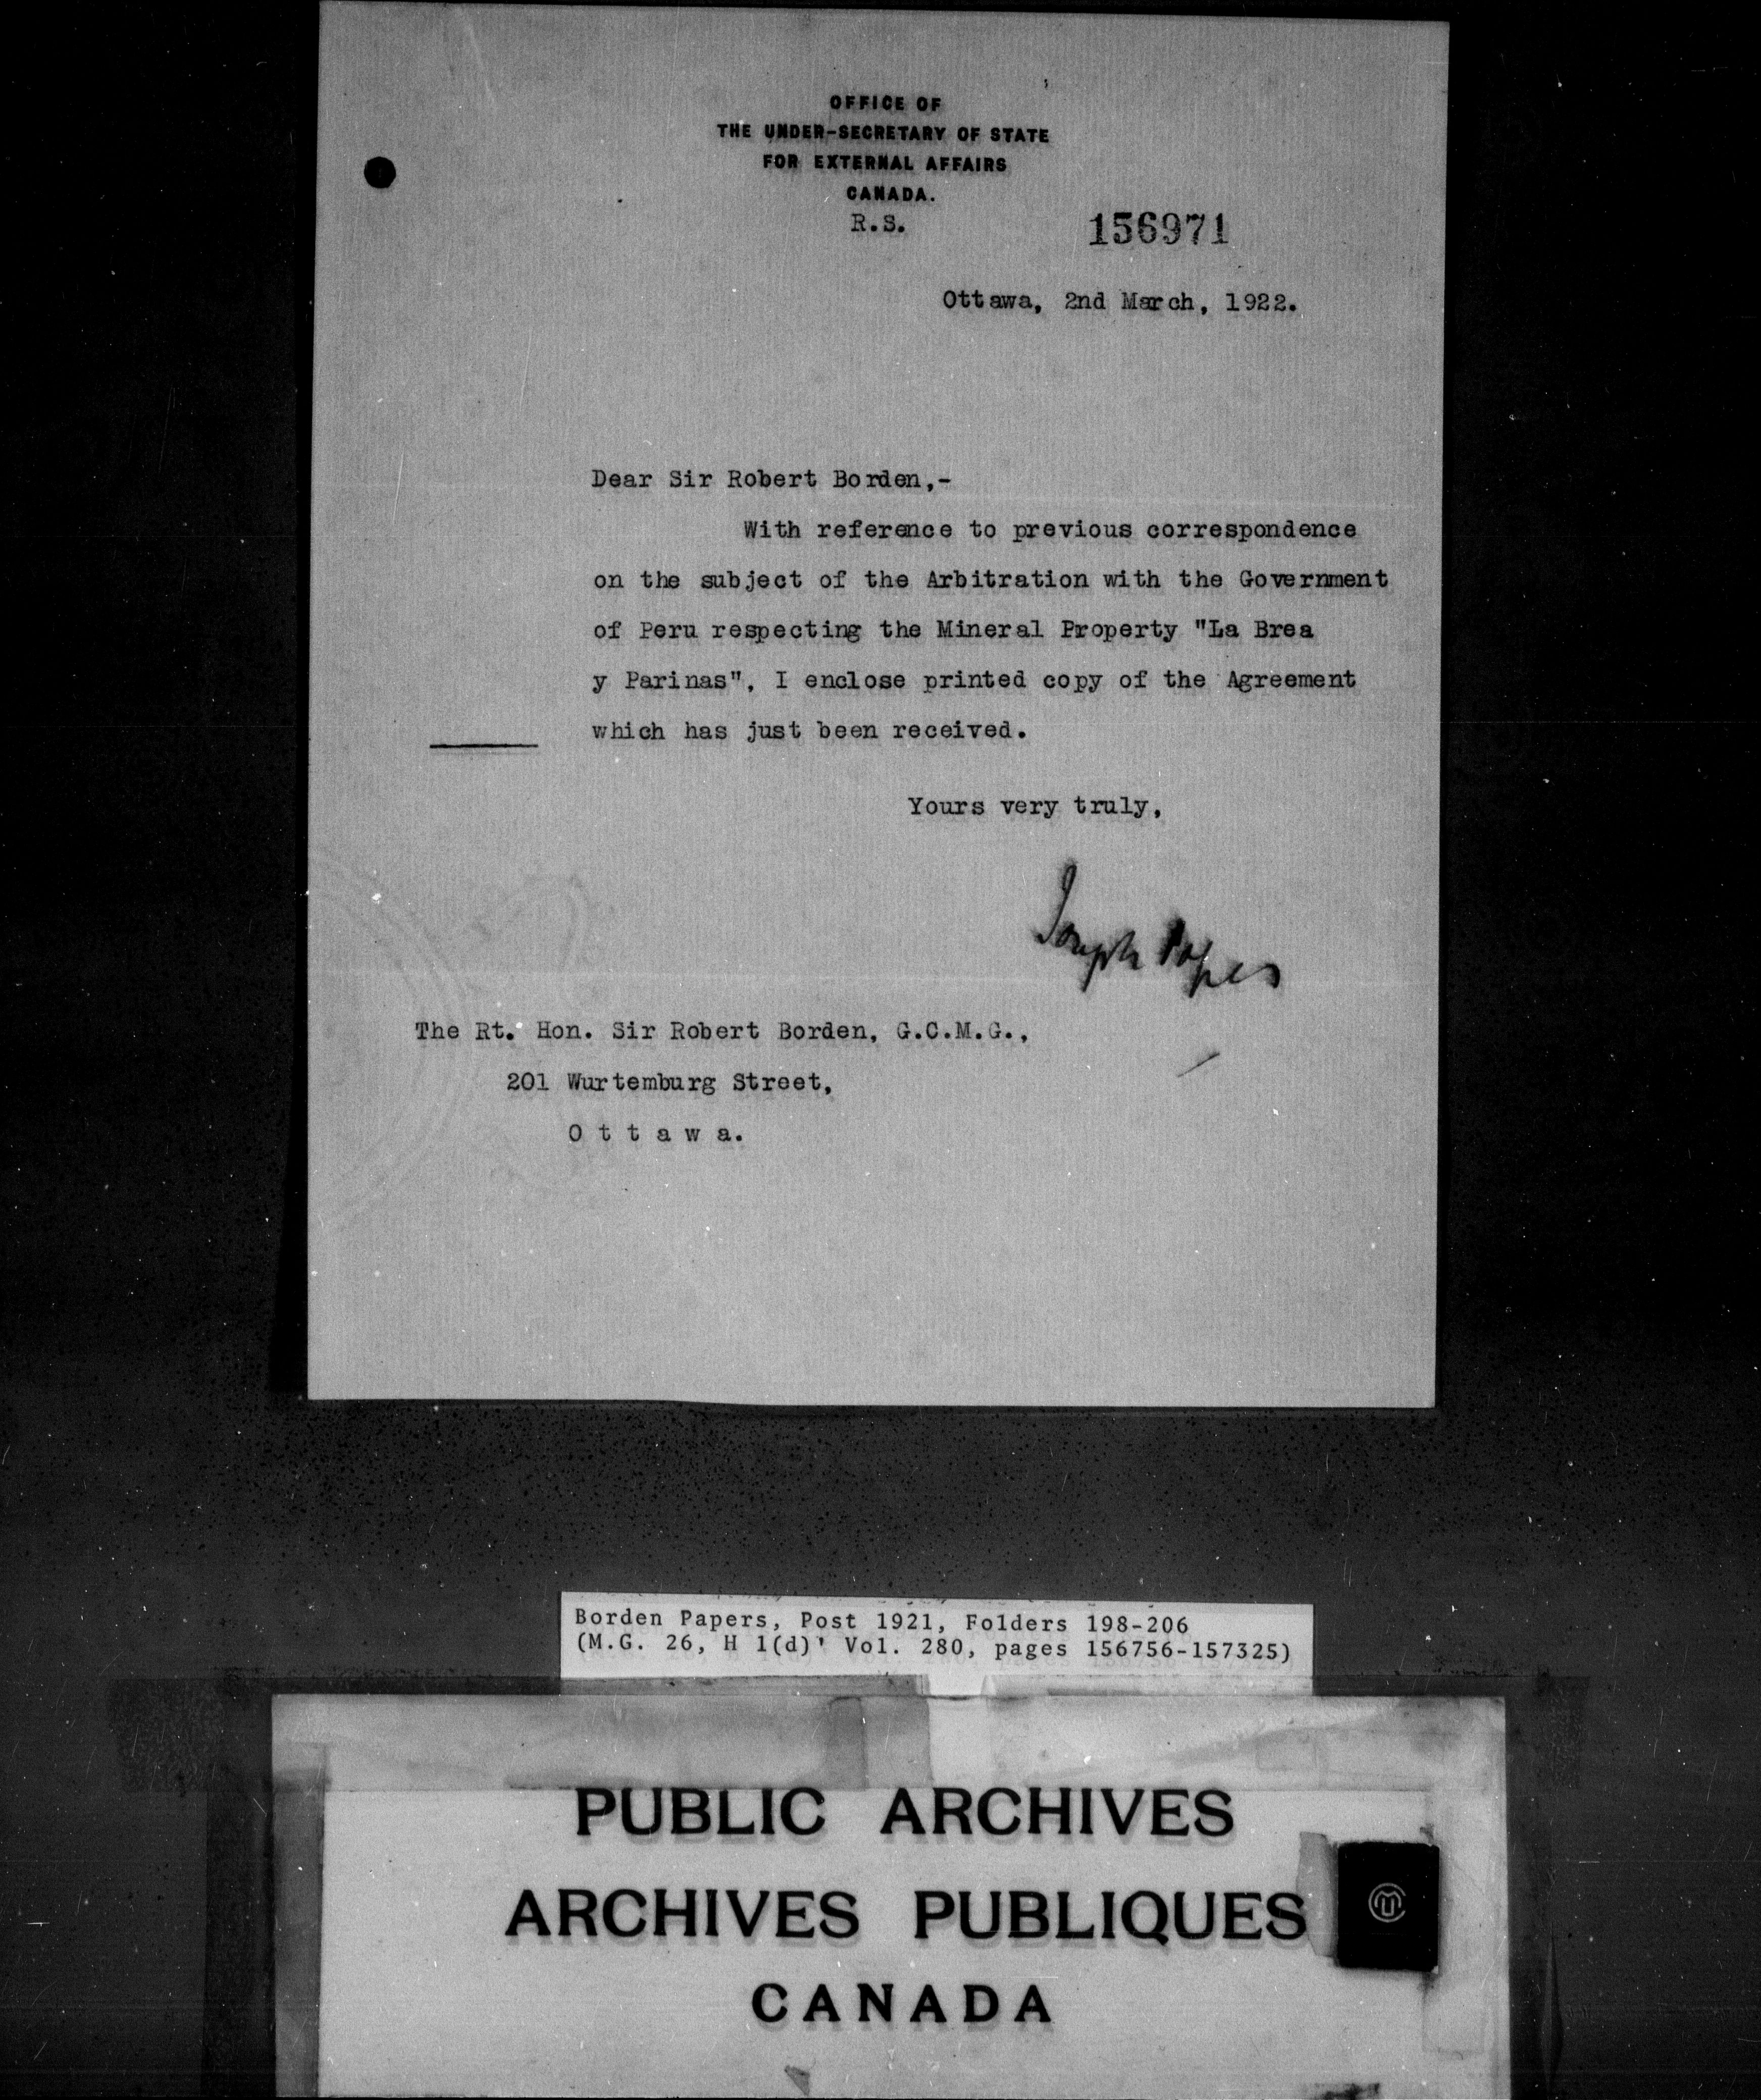 OFFICE OF
THE UNDER-SECRETARY OF STATE
FOR EXTERNAL AFFAIRS
CANADA.
R.S.
156971
Ottawa, 2nd March, 1922.
Dear Sir Robert Borden,-
With reference to previous correspondence
on the subject of the Arbitration with the Government
of Peru respecting the Mineral Property "La Brea
y Parinas", I enclose printed copy of the Agreement
which has just been received.
Yours very truly,
Joseph Pope
The Rt. Hon. Sir Robert Borden, G.C.M.G.,
201 Wurtemburg Street,
O t t a w a.
Borden Papers, Post 1921, Folders 198-206
(M.G. 26, H 1(d)' Vol. 280, pages 156756-157325)
PUBLIC ARCHIVES
ARCHIVES PUBLIQUES
CANADA